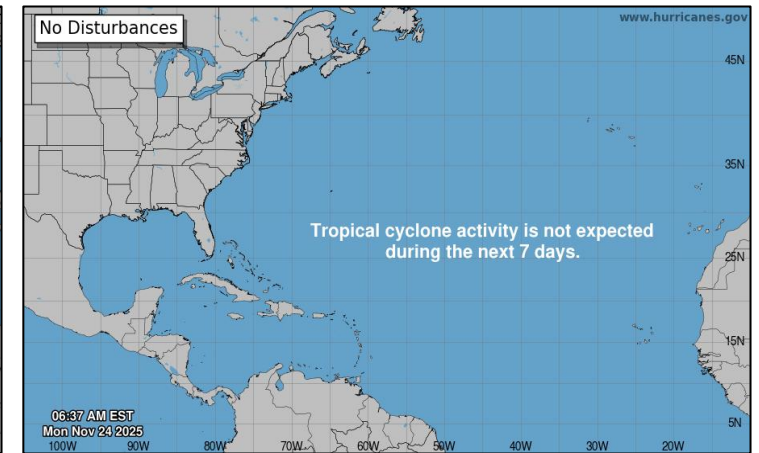 No Disturbances
www.hurricanes.gov
45N
35N
Tropical cyclone activity is not expected
during the next 7 days.
25N
15N
06:37 AM EST
Mon Nov 24 2025
5N
100W 90W 80W 70W 60W 50W 40W 30W 20W